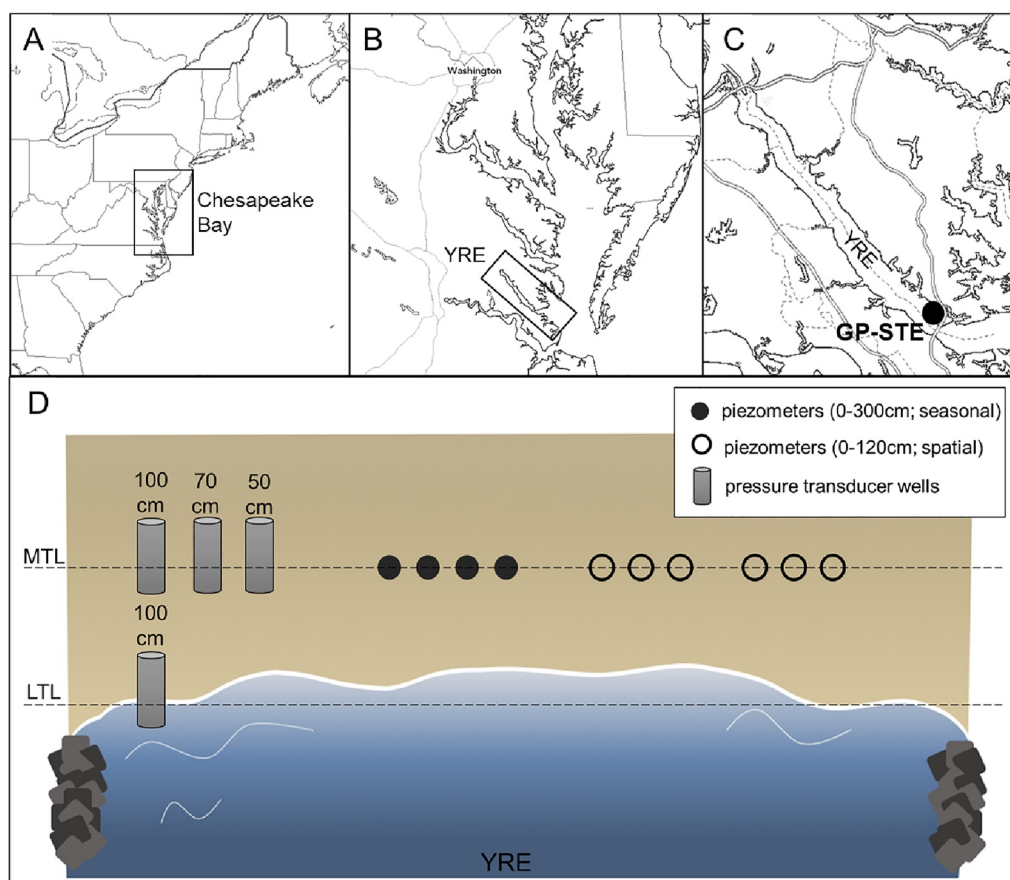 A
Chesapeake
Bay
B
Washington
YRE
C
YRE
GP-STE
D
piezometers (0-300cm; seasonal)
piezometers (0-120cm; spatial)
pressure transducer wells
100
cm
70
cm
50
cm
MTL
100
cm
LTL
YRE